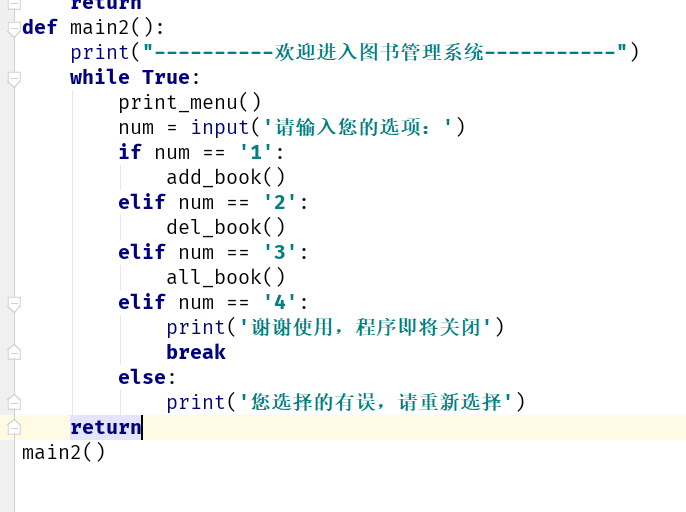 return
def main2():
    print("----------欢迎进入图书管理系统-----------")
    while True:
        print_menu()
        num = input('请输入您的选项：')
        if num == '1':
            add_book()
        elif num == '2':
            del_book()
        elif num == '3':
            all_book()
        elif num == '4':
            print('谢谢使用，程序即将关闭')
            break
        else:
            print('您选择的有误，请重新选择')
    return
main2()